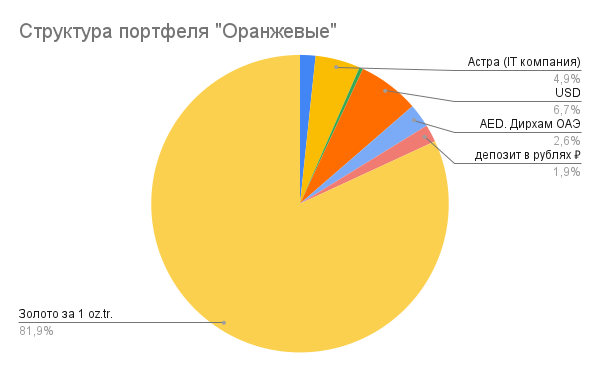 Структура портфеля "Оранжевые"
Астра (IT компания)
4,9%
USD
6,7%
AED. Дирхам ОАЭ
2,6%
депозит в рублях ₽
1,9%
Золото за 1 oz.tr.
81,9%